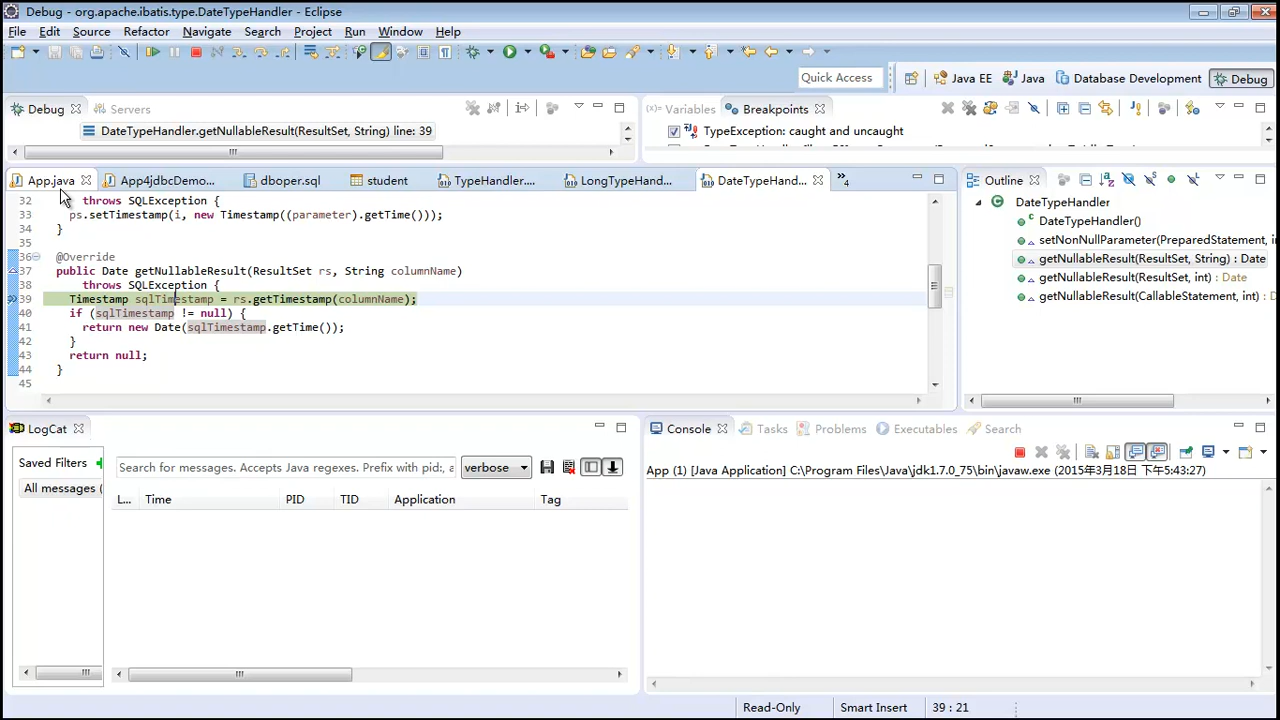 Debug - org.apache.ibatis.type.DateTypeHandler - Eclipse
File Edit Source Refactor Navigate Search Project Run Window Help
Quick Access Java EE Java Database Development Debug
Debug Servers
DateTypeHandler.getNullableResult(ResultSet, String) line: 39
Variables Breakpoints
TypeException: caught and uncaught
App.java App4jdbcDemo... dboper.sql student TypeHandler.... LongTypeHand... DateTypeHand... 4
32 throws SQLException {
33 ps.setTimestamp(i, new Timestamp((parameter).getTime()));
34 }
35
36 @Override
37 public Date getNullableResult(ResultSet rs, String columnName)
38 throws SQLException {
39 Timestamp sqlTimestamp = rs.getTimestamp(columnName);
40 if (sqlTimestamp != null) {
41 return new Date(sqlTimestamp.getTime());
42 }
43 return null;
44 }
45
Outline
DateTypeHandler
DateTypeHandler()
setNonNullParameter(PreparedStatement, in
getNullableResult(ResultSet, String) : Date
getNullableResult(ResultSet, int) : Date
getNullableResult(CallableStatement, int) :
LogCat
Saved Filters
All messages (
Search for messages. Accepts Java regexes. Prefix with pid:, a verbose
L... Time PID TID Application Tag
Console Tasks Problems Executables Search
App (1) [Java Application] C:\Program Files\Java\jdk1.7.0_75\bin\javaw.exe (2015年3月18日 下午5:43:27)
Read-Only Smart Insert 39 : 21